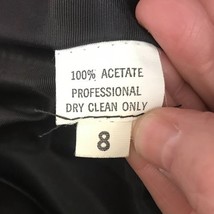 100% ACETATE
PROFESSIONAL
DRY CLEAN ONLY
8